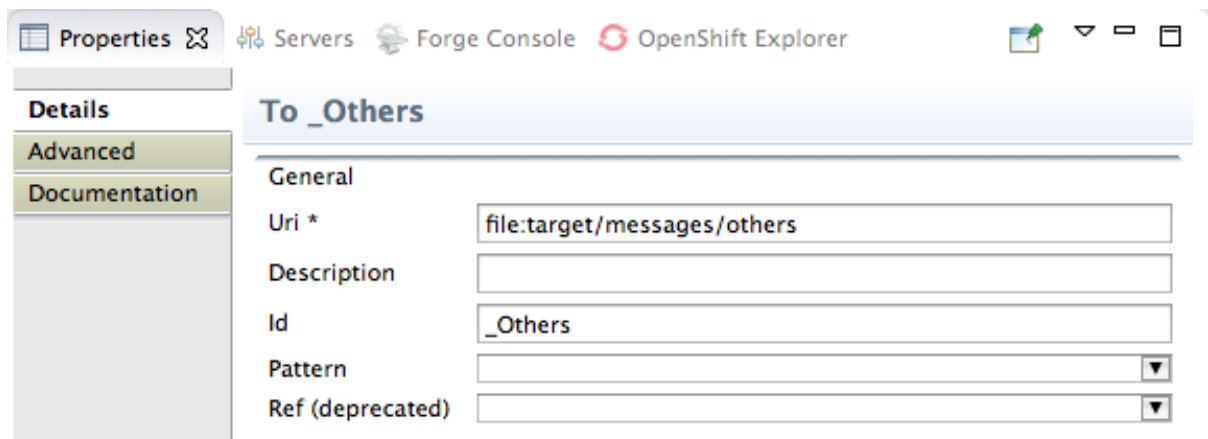 Properties Servers Forge Console OpenShift Explorer
Details
Advanced
Documentation
To _Others
General
Uri * file:target/messages/others
Description
Id _Others
Pattern
Ref (deprecated)